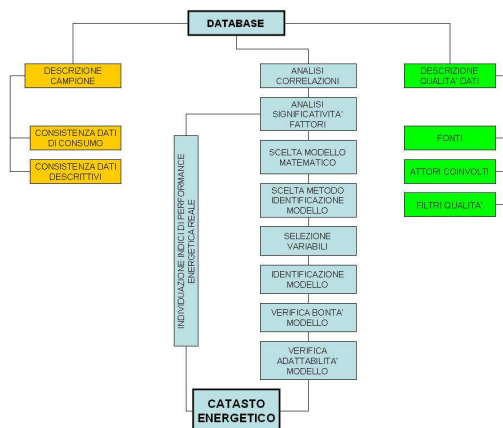 DATABASE
DESCRIZIONE
CAMPIONE
ANALISI
CORRELAZIONI
DESCRIZIONE
QUALITA' DATI
ANALISI
SIGNIFICATIVITA'
FATTORI
CONSISTENZA DATI
DI CONSUMO
FONTI
CONSISTENZA DATI
DESCRITTIVI
SCELTA MODELLO
MATEMATICO
ATTORI COINVOLTI
INDIVIDUAZIONE INDICI DI PERFORMANCE
ENERGETICA REALE
SCELTA METODO
IDENTIFICAZIONE
MODELLO
FILTRI QUALITA'
SELEZIONE
VARIABILI
IDENTIFICAZIONE
MODELLO
VERIFICA BONTA'
MODELLO
VERIFICA
ADATTABILITA'
MODELLO
CATASTO
ENERGETICO